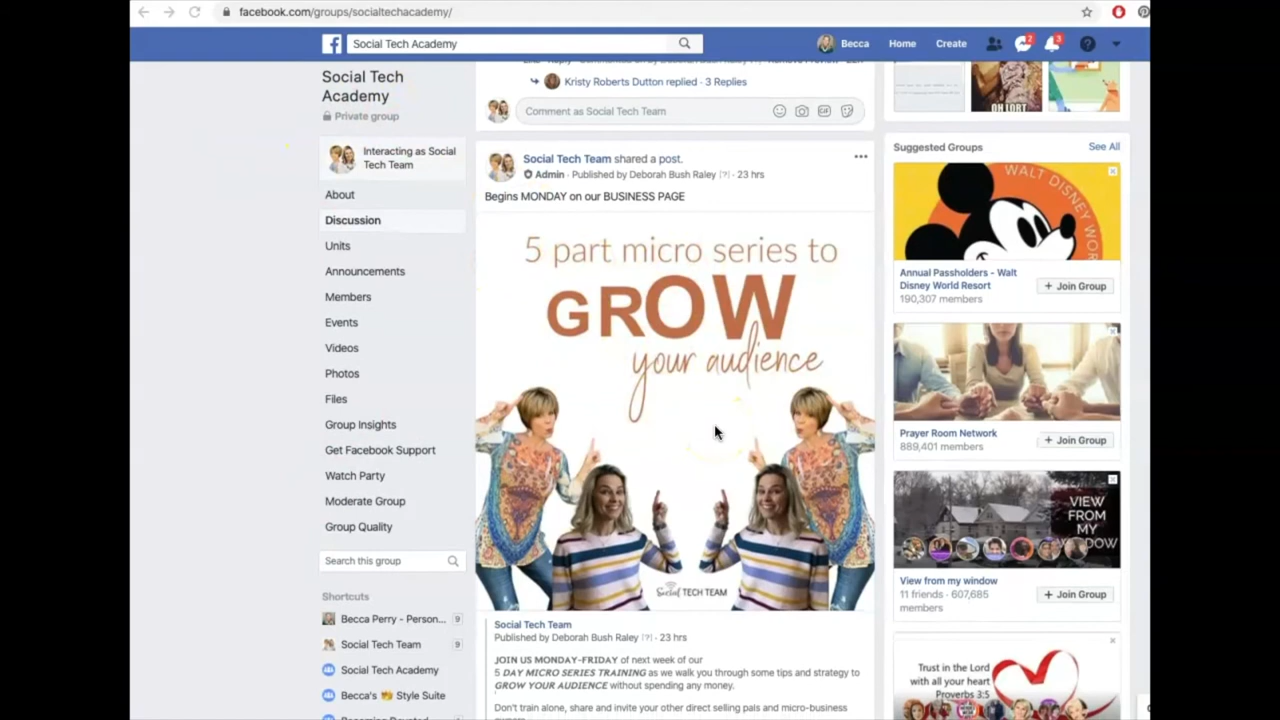 facebook.com/groups/socialtechacademy/
Social Tech Academy
Becca
Home
Create
2
3
Social Tech
Academy
Private group
Interacting as Social
Tech Team
About
Discussion
Units
Announcements
Members
Events
Videos
Photos
Files
Group Insights
Get Facebook Support
Watch Party
Moderate Group
Group Quality
Search this group
Shortcuts
Becca Perry - Person... 9
Social Tech Team 9
Social Tech Academy
Becca's Style Suite
Kristy Roberts Dutton replied · 3 Replies
Comment as Social Tech Team
GIF
Social Tech Team shared a post.
Admin · Published by Deborah Bush Raley [?] · 23 hrs
Begins MONDAY on our BUSINESS PAGE
5 part micro series to
GROW
your audience
Social TECH TEAM
Social Tech Team
Published by Deborah Bush Raley [?] · 23 hrs
JOIN US MONDAY-FRIDAY of next week of our
5 DAY MICRO SERIES TRAINING as we walk you through some tips and strategy to
GROW YOUR AUDIENCE without spending any money.
Don't train alone, share and invite your other direct selling pals and micro-business
OH LORT
Suggested Groups
See All
WALT DISNEY WO
Annual Passholders - Walt
Disney World Resort
190,307 members
+ Join Group
Prayer Room Network
889,401 members
+ Join Group
VIEW
FROM
MY
WINDOW
View from my window
11 friends · 607,685
members
+ Join Group
Trust in the Lord
with all your heart
Proverbs 3:5